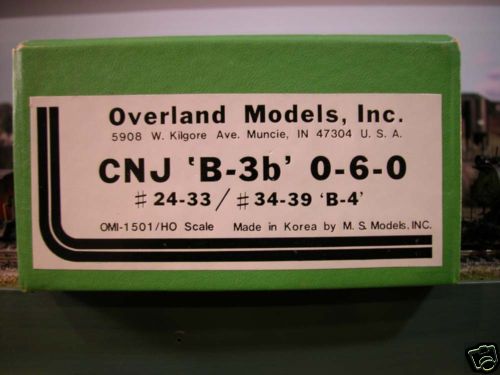 Overland Models, Inc.
5908 W. Kilgore Ave. Muncie, IN 47304 U.S.A.
CNJ 'B-3b' 0-6-0
#24-33/#34-39 'B-4'
OMI-1501/HO Scale Made in Korea by M.S. Models, INC.